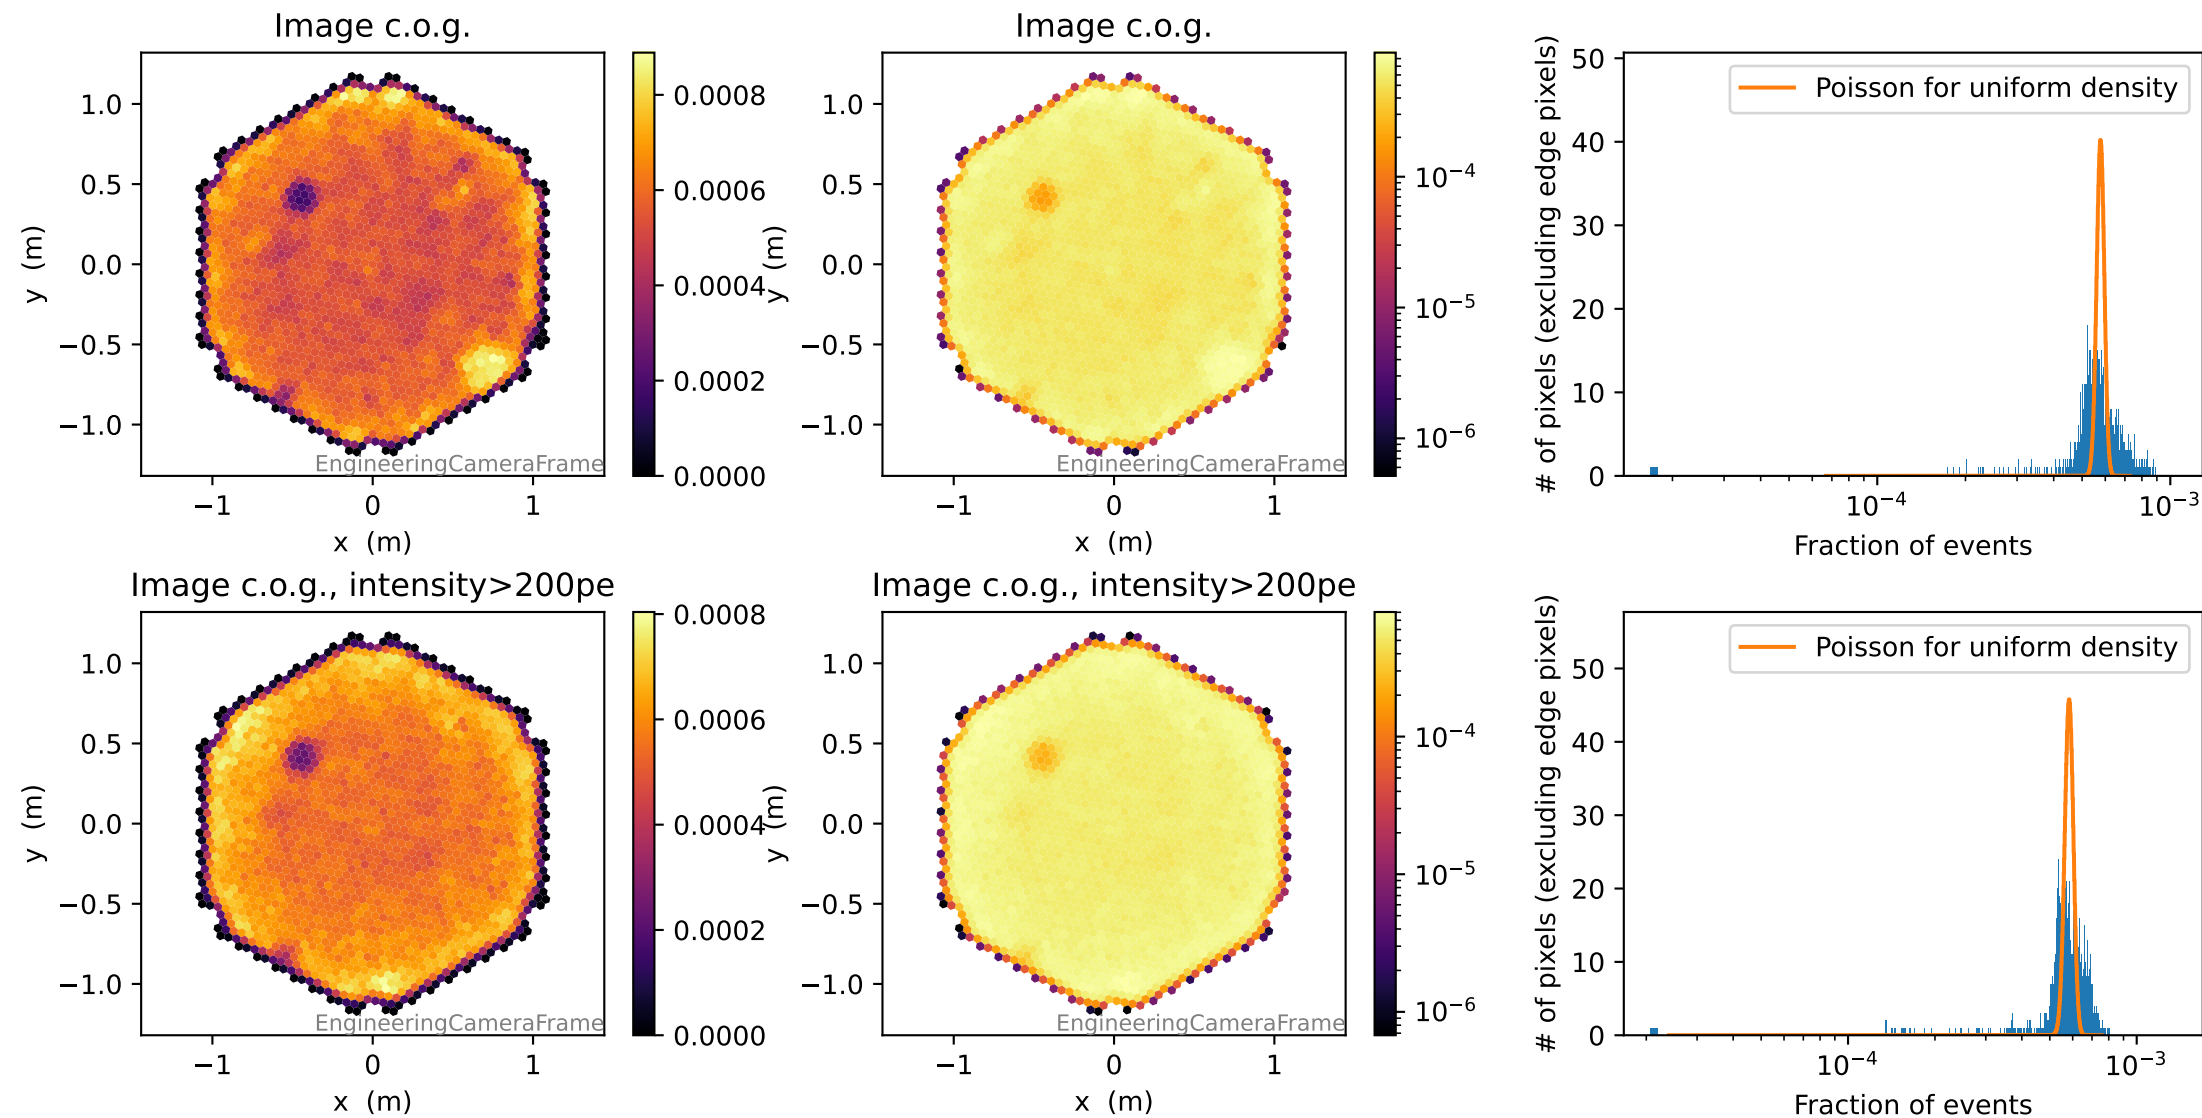 Image c.o.g.
y (m)
1.0
0.5
0.0
−0.5
−1.0
−1
0
1
x (m)
EngineeringCameraFrame
0.0008
0.0006
0.0004
0.0002
0.0000
Image c.o.g.
y (m)
1.0
0.5
0.0
−0.5
−1.0
−1
0
1
x (m)
EngineeringCameraFrame
10⁻⁴
10⁻⁵
10⁻⁶
# of pixels (excluding edge pixels)
50
40
30
20
10
0
Poisson for uniform density
10⁻⁴
10⁻³
Fraction of events
Image c.o.g., intensity>200pe
y (m)
1.0
0.5
0.0
−0.5
−1.0
−1
0
1
x (m)
EngineeringCameraFrame
0.0008
0.0006
0.0004
0.0002
0.0000
Image c.o.g., intensity>200pe
y (m)
1.0
0.5
0.0
−0.5
−1.0
−1
0
1
x (m)
EngineeringCameraFrame
10⁻⁴
10⁻⁵
10⁻⁶
# of pixels (excluding edge pixels)
50
40
30
20
10
0
Poisson for uniform density
10⁻⁴
10⁻³
Fraction of events